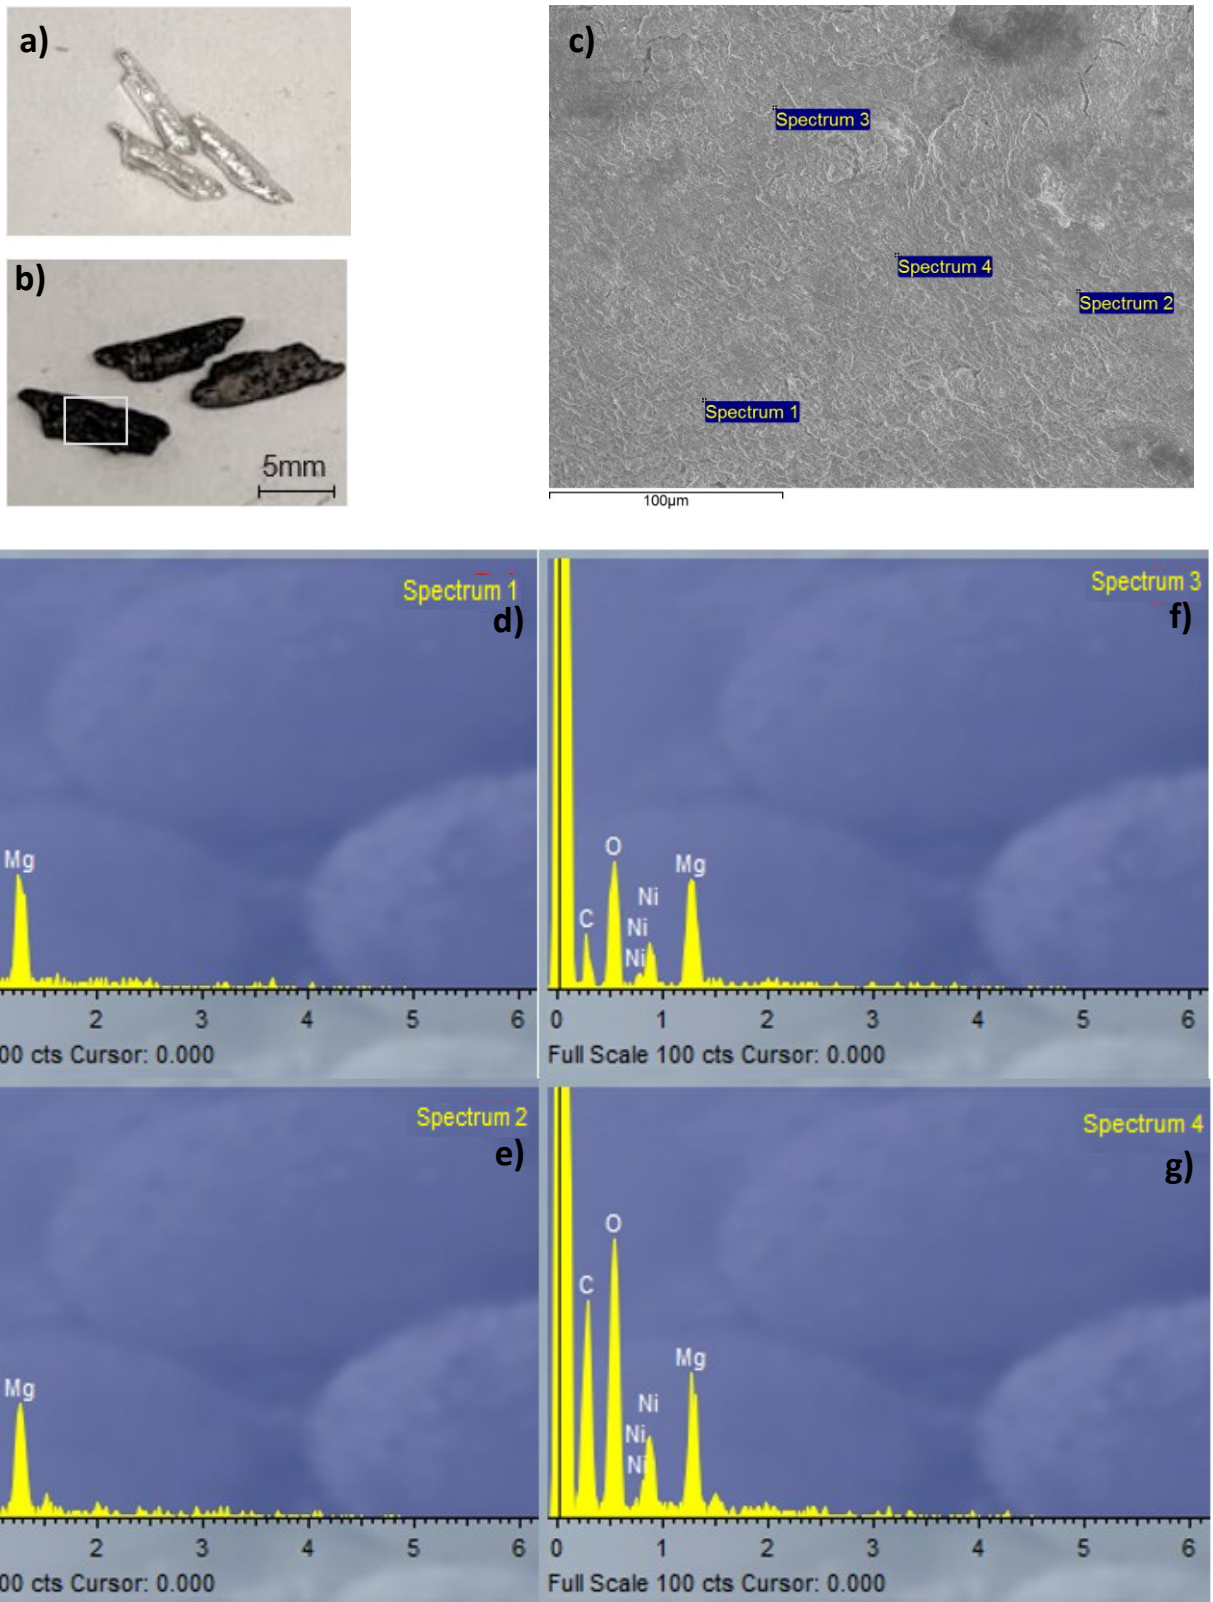 a)
b)
5mm
c)
Spectrum 3
Spectrum 4
Spectrum 2
Spectrum 1
100µm
Spectrum 1
d)
Mg
2 3 4 5 6
00 cts Cursor: 0.000
Spectrum 3
f)
O
Mg
Ni
C
Ni
Ni
0 1 2 3 4 5 6
Full Scale 100 cts Cursor: 0.000
Spectrum 2
e)
Mg
2 3 4 5 6
00 cts Cursor: 0.000
Spectrum 4
g)
O
C
Mg
Ni
Ni
Ni
0 1 2 3 4 5 6
Full Scale 100 cts Cursor: 0.000